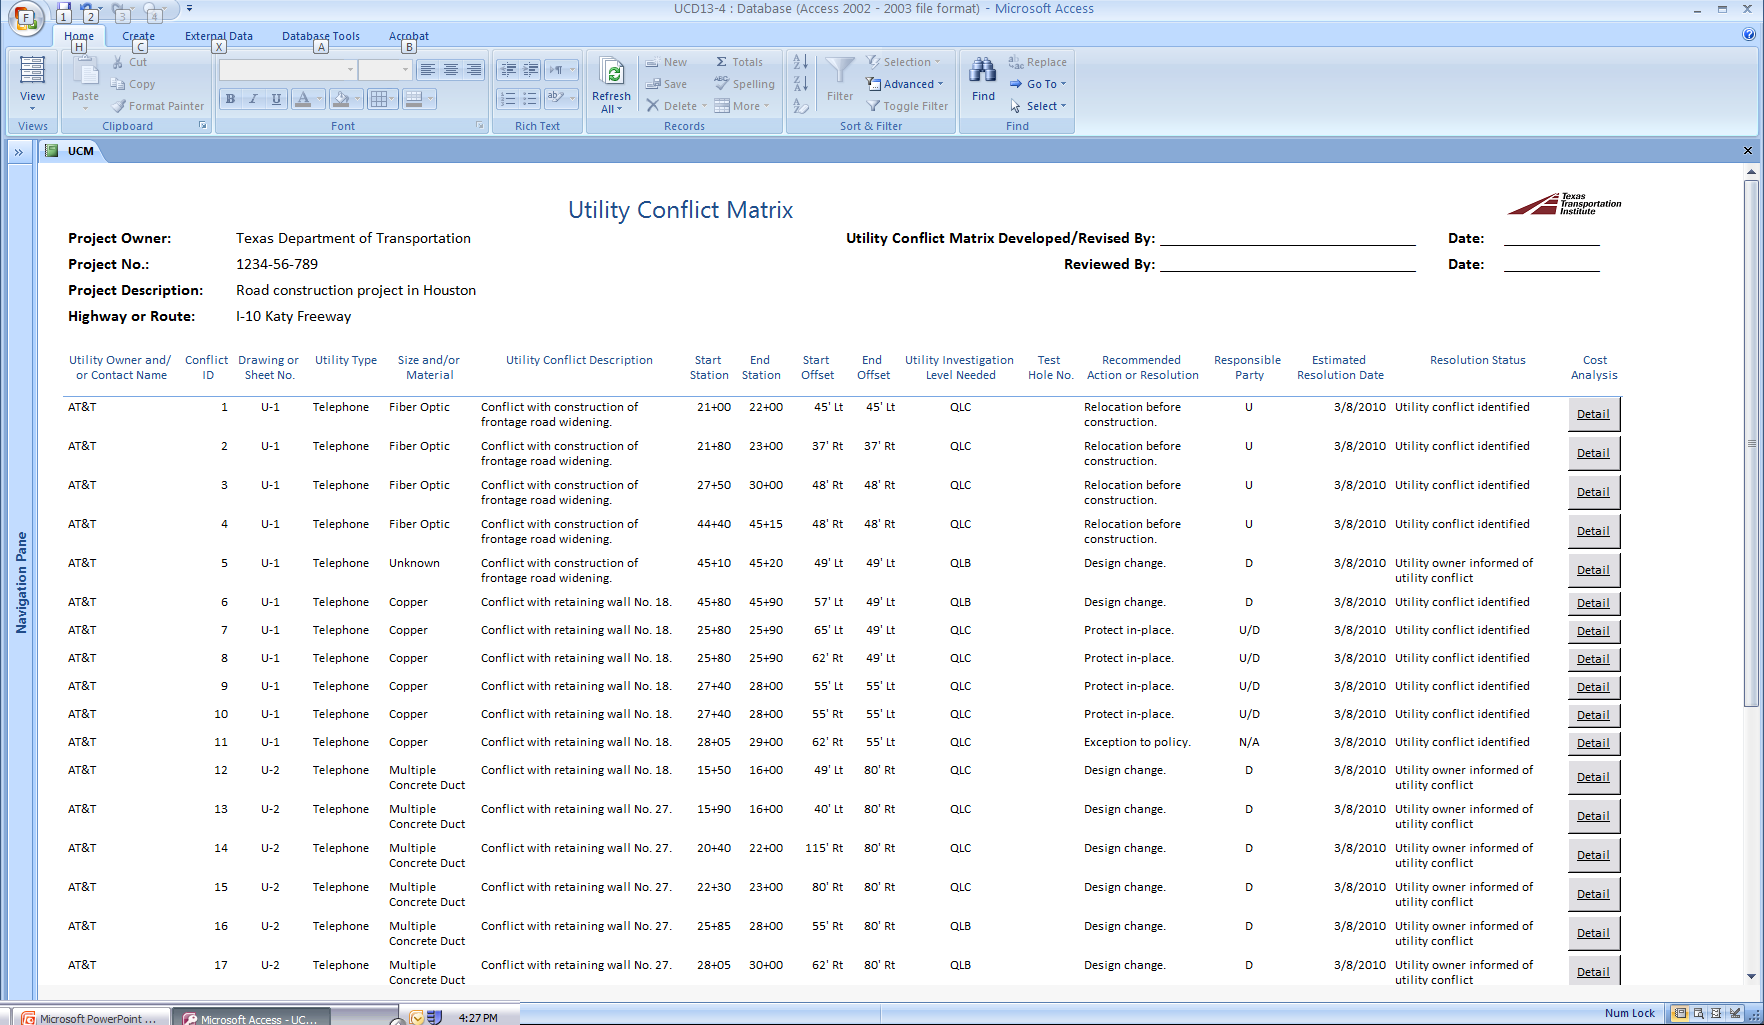 UCD13-4 : Database (Access 2002 - 2003 file format) - Microsoft Access
F 1 2 3 4
Home Create External Data Database Tools Acrobat
H C X A B
View
Views
Paste
Cut
Copy
Format Painter
Clipboard
B I U A
Font
ab
Rich Text
Refresh All
New
Save
Delete
Σ Totals
Spelling
More
Records
Filter
Selection
Advanced
Toggle Filter
Sort & Filter
Find
Replace
Go To
Select
Find
UCM
Navigation Pane
Utility Conflict Matrix
Texas
Transportation
Institute
Project Owner: Texas Department of Transportation Utility Conflict Matrix Developed/Revised By: Date:
Project No.: 1234-56-789 Reviewed By: Date:
Project Description: Road construction project in Houston
Highway or Route: I-10 Katy Freeway
Utility Owner and/ Conflict Drawing or Utility Type Size and/or Utility Conflict Description Start End Start End Utility Investigation Test Recommended Responsible Estimated Resolution Status Cost
or Contact Name ID Sheet No. Material Station Station Offset Offset Level Needed Hole No. Action or Resolution Party Resolution Date Analysis
AT&T 1 U-1 Telephone Fiber Optic Conflict with construction of 21+00 22+00 45' Lt 45' Lt QLC Relocation before U 3/8/2010 Utility conflict identified Detail
frontage road widening. construction.
AT&T 2 U-1 Telephone Fiber Optic Conflict with construction of 21+80 23+00 37' Rt 37' Rt QLC Relocation before U 3/8/2010 Utility conflict identified Detail
frontage road widening. construction.
AT&T 3 U-1 Telephone Fiber Optic Conflict with construction of 27+50 30+00 48' Rt 48' Rt QLC Relocation before U 3/8/2010 Utility conflict identified Detail
frontage road widening. construction.
AT&T 4 U-1 Telephone Fiber Optic Conflict with construction of 44+40 45+15 48' Rt 48' Rt QLC Relocation before U 3/8/2010 Utility conflict identified Detail
frontage road widening. construction.
AT&T 5 U-1 Telephone Unknown Conflict with construction of 45+10 45+20 49' Lt 49' Lt QLB Design change. D 3/8/2010 Utility owner informed of Detail
frontage road widening. utility conflict
AT&T 6 U-1 Telephone Copper Conflict with retaining wall No. 18. 45+80 45+90 57' Lt 49' Lt QLB Design change. D 3/8/2010 Utility conflict identified Detail
AT&T 7 U-1 Telephone Copper Conflict with retaining wall No. 18. 25+80 25+90 65' Lt 49' Lt QLC Protect in-place. U/D 3/8/2010 Utility conflict identified Detail
AT&T 8 U-1 Telephone Copper Conflict with retaining wall No. 18. 25+80 25+90 62' Rt 49' Lt QLC Protect in-place. U/D 3/8/2010 Utility conflict identified Detail
AT&T 9 U-1 Telephone Copper Conflict with retaining wall No. 18. 27+40 28+00 55' Lt 55' Lt QLC Protect in-place. U/D 3/8/2010 Utility conflict identified Detail
AT&T 10 U-1 Telephone Copper Conflict with retaining wall No. 18. 27+40 28+00 55' Rt 55' Lt QLC Protect in-place. U/D 3/8/2010 Utility conflict identified Detail
AT&T 11 U-1 Telephone Copper Conflict with retaining wall No. 18. 28+05 29+00 62' Rt 55' Lt QLC Exception to policy. N/A 3/8/2010 Utility conflict identified Detail
AT&T 12 U-2 Telephone Multiple Conflict with retaining wall No. 18. 15+50 16+00 49' Lt 80' Rt QLC Design change. D 3/8/2010 Utility owner informed of Detail
Concrete Duct utility conflict
AT&T 13 U-2 Telephone Multiple Conflict with retaining wall No. 27. 15+90 16+00 40' Lt 80' Rt QLC Design change. D 3/8/2010 Utility owner informed of Detail
Concrete Duct utility conflict
AT&T 14 U-2 Telephone Multiple Conflict with retaining wall No. 27. 20+40 22+00 115' Rt 80' Rt QLC Design change. D 3/8/2010 Utility owner informed of Detail
Concrete Duct utility conflict
AT&T 15 U-2 Telephone Multiple Conflict with retaining wall No. 27. 22+30 23+00 80' Rt 80' Rt QLC Design change. D 3/8/2010 Utility owner informed of Detail
Concrete Duct utility conflict
AT&T 16 U-2 Telephone Multiple Conflict with retaining wall No. 27. 25+85 28+00 55' Rt 80' Rt QLB Design change. D 3/8/2010 Utility owner informed of Detail
Concrete Duct utility conflict
AT&T 17 U-2 Telephone Multiple Conflict with retaining wall No. 27. 28+05 30+00 62' Rt 80' Rt QLB Design change. D 3/8/2010 Utility owner informed of Detail
Concrete Duct utility conflict
Num Lock
Microsoft PowerPoint ... Microsoft Access - UC... 4:27 PM